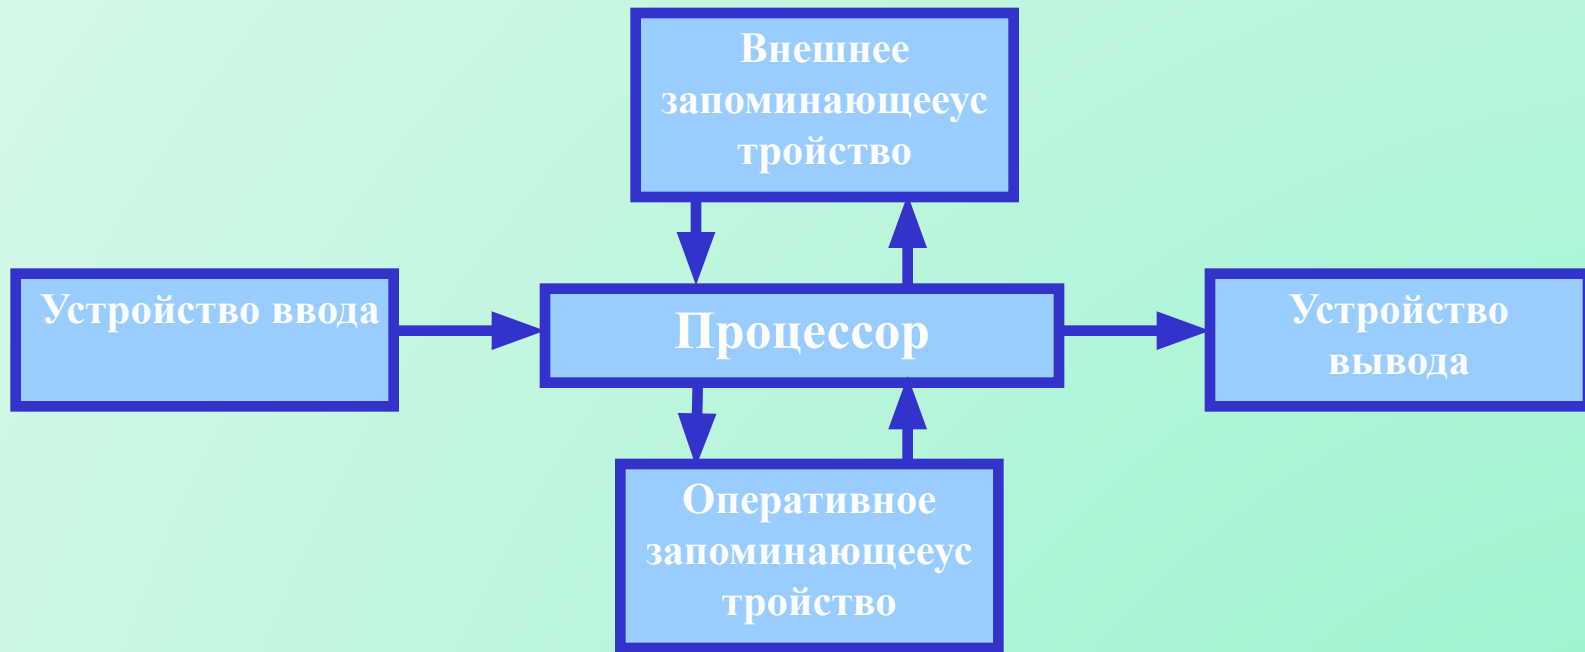 Внешнее
запоминающееус
тройство
Устройство ввода
Процессор
Устройство
вывода
Оперативное
запоминающееус
тройство